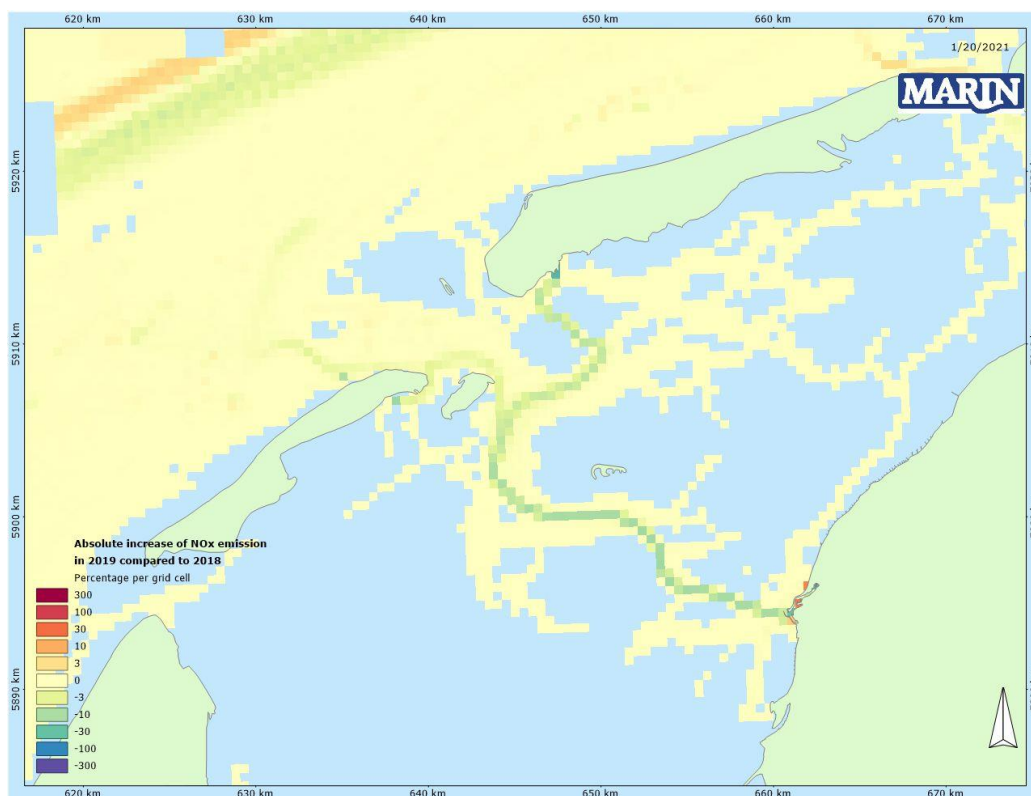 620 km 630 km 640 km 650 km 660 km 670 km
1/20/2021
MARIN
5920 km
5910 km
5900 km
5890 km
Absolute increase of NOx emission
in 2019 compared to 2018
Percentage per grid cell
300
100
30
10
3
0
-3
-10
-30
-100
-300
620 km 630 km 640 km 650 km 660 km 670 km